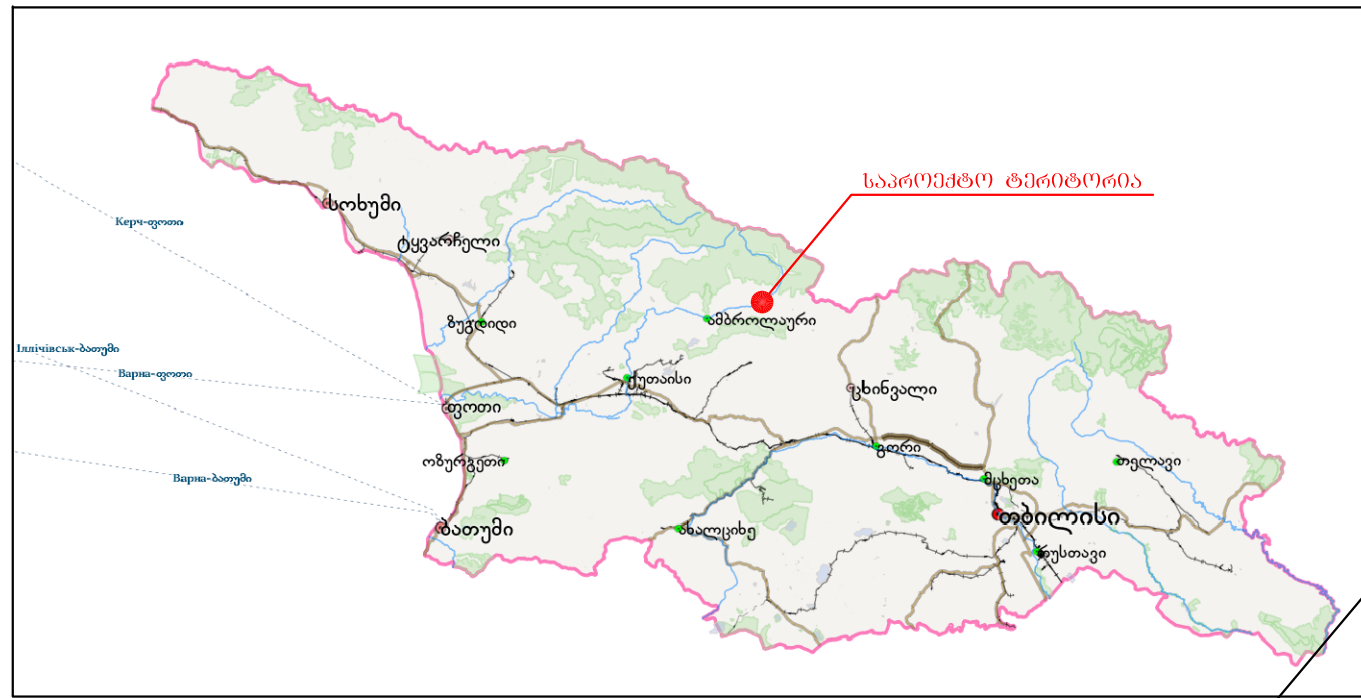 საპროექტო ტერიტორია
სოხუმი
Керч-ფოთი
ტყვარჩელი
ზუგდიდი
ამბროლაური
Іллічівськ-ბათუმი
Варна-ფოთი
ქუთაისი
ცხინვალი
ფოთი
გორი
ოზურგეთი
თელავი
Варна-ბათუმი
მცხეთა
თბილისი
ბათუმი
ახალციხე
რუსთავი